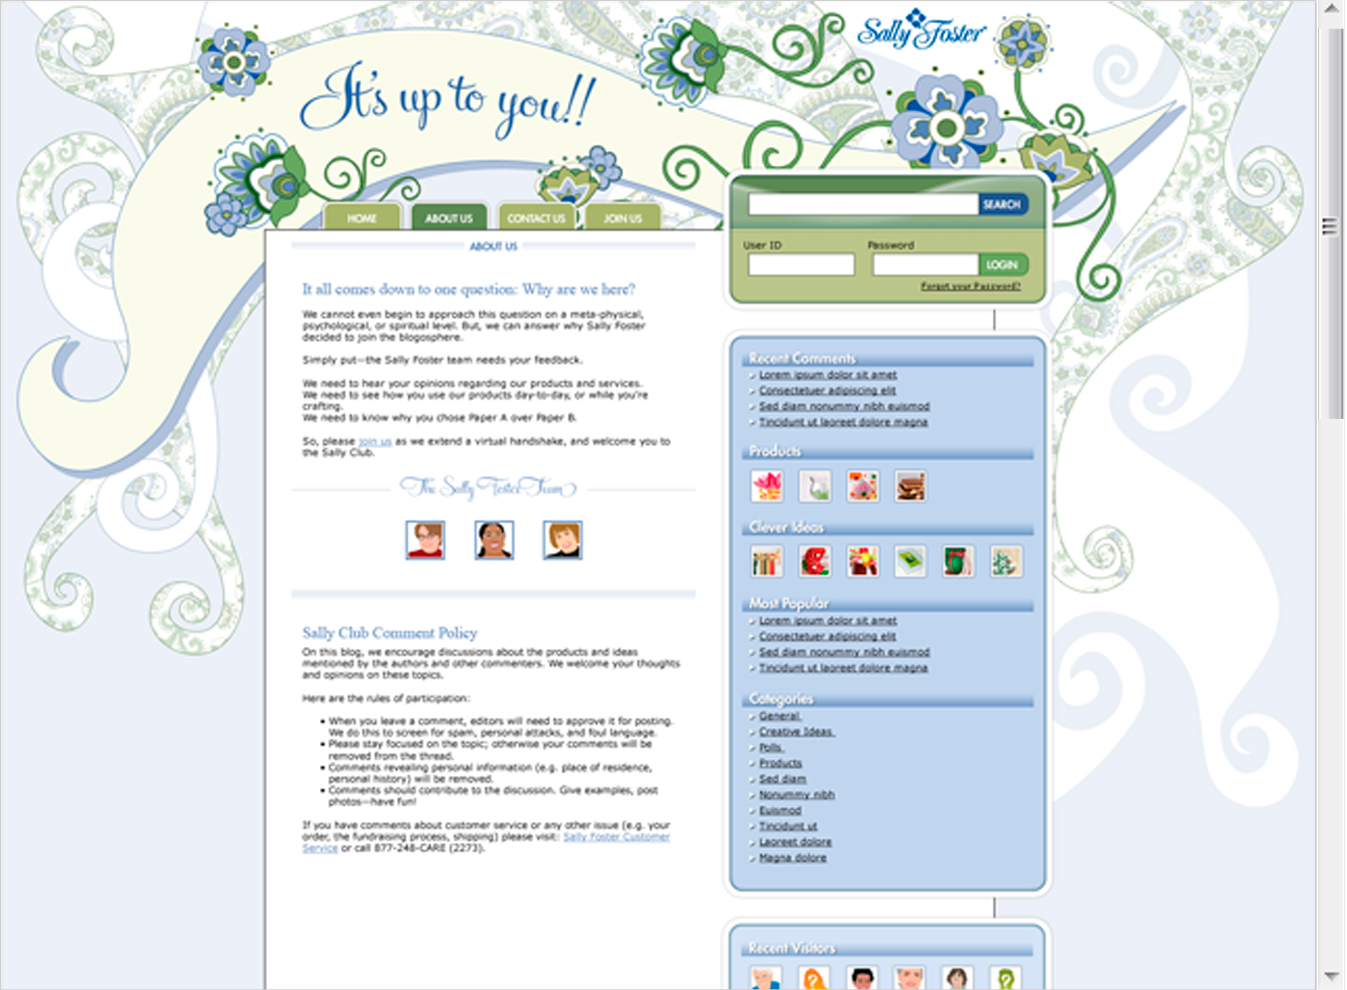 Sally Foster
It's up to you!!
HOME
ABOUT US
CONTACT US
JOIN US
SEARCH
User ID
Password
LOGIN
Forgot your Password?
ABOUT US
It all comes down to one question: Why are we here?
We cannot even begin to approach this question on a meta-physical,
psychological, or spiritual level. But, we can answer why Sally Foster
decided to join the blogosphere.
Simply put—the Sally Foster team needs your feedback.
We need to hear your opinions regarding our products and services.
We need to see how you use our products day-to-day, or while you're
crafting.
We need to know why you chose Paper A over Paper B.
So, please join us as we extend a virtual handshake, and welcome you to
the Sally Club.
The Sally Foster Team
Sally Club Comment Policy
On this blog, we encourage discussions about the products and ideas
mentioned by the authors and other commenters. We welcome your thoughts
and opinions on these topics.
Here are the rules of participation:
When you leave a comment, editors will need to approve it for posting.
We do this to screen for spam, personal attacks, and foul language.
Please stay focused on the topic; otherwise your comments will be
removed from the thread.
Comments revealing personal information (e.g. place of residence,
personal history) will be removed.
Comments should contribute to the discussion. Give examples, post
photos—have fun!
If you have comments about customer service or any other issue (e.g. your
order, the fundraising process, shipping) please visit: Sally Foster Customer
Service or call 877-248-CARE (2273).
Recent Comments
Lorem ipsum dolor sit amet
Consectetuer adipiscing elit
Sed diam nonummy nibh euismod
Tincidunt ut laoreet dolore magna
Products
Clever Ideas
Most Popular
Lorem ipsum dolor sit amet
Consectetuer adipiscing elit
Sed diam nonummy nibh euismod
Tincidunt ut laoreet dolore magna
Categories
General
Creative Ideas
Polls
Products
Sed diam
Nonummy nibh
Euismod
Tincidunt ut
Laoreet dolore
Magna dolore
Recent Visitors